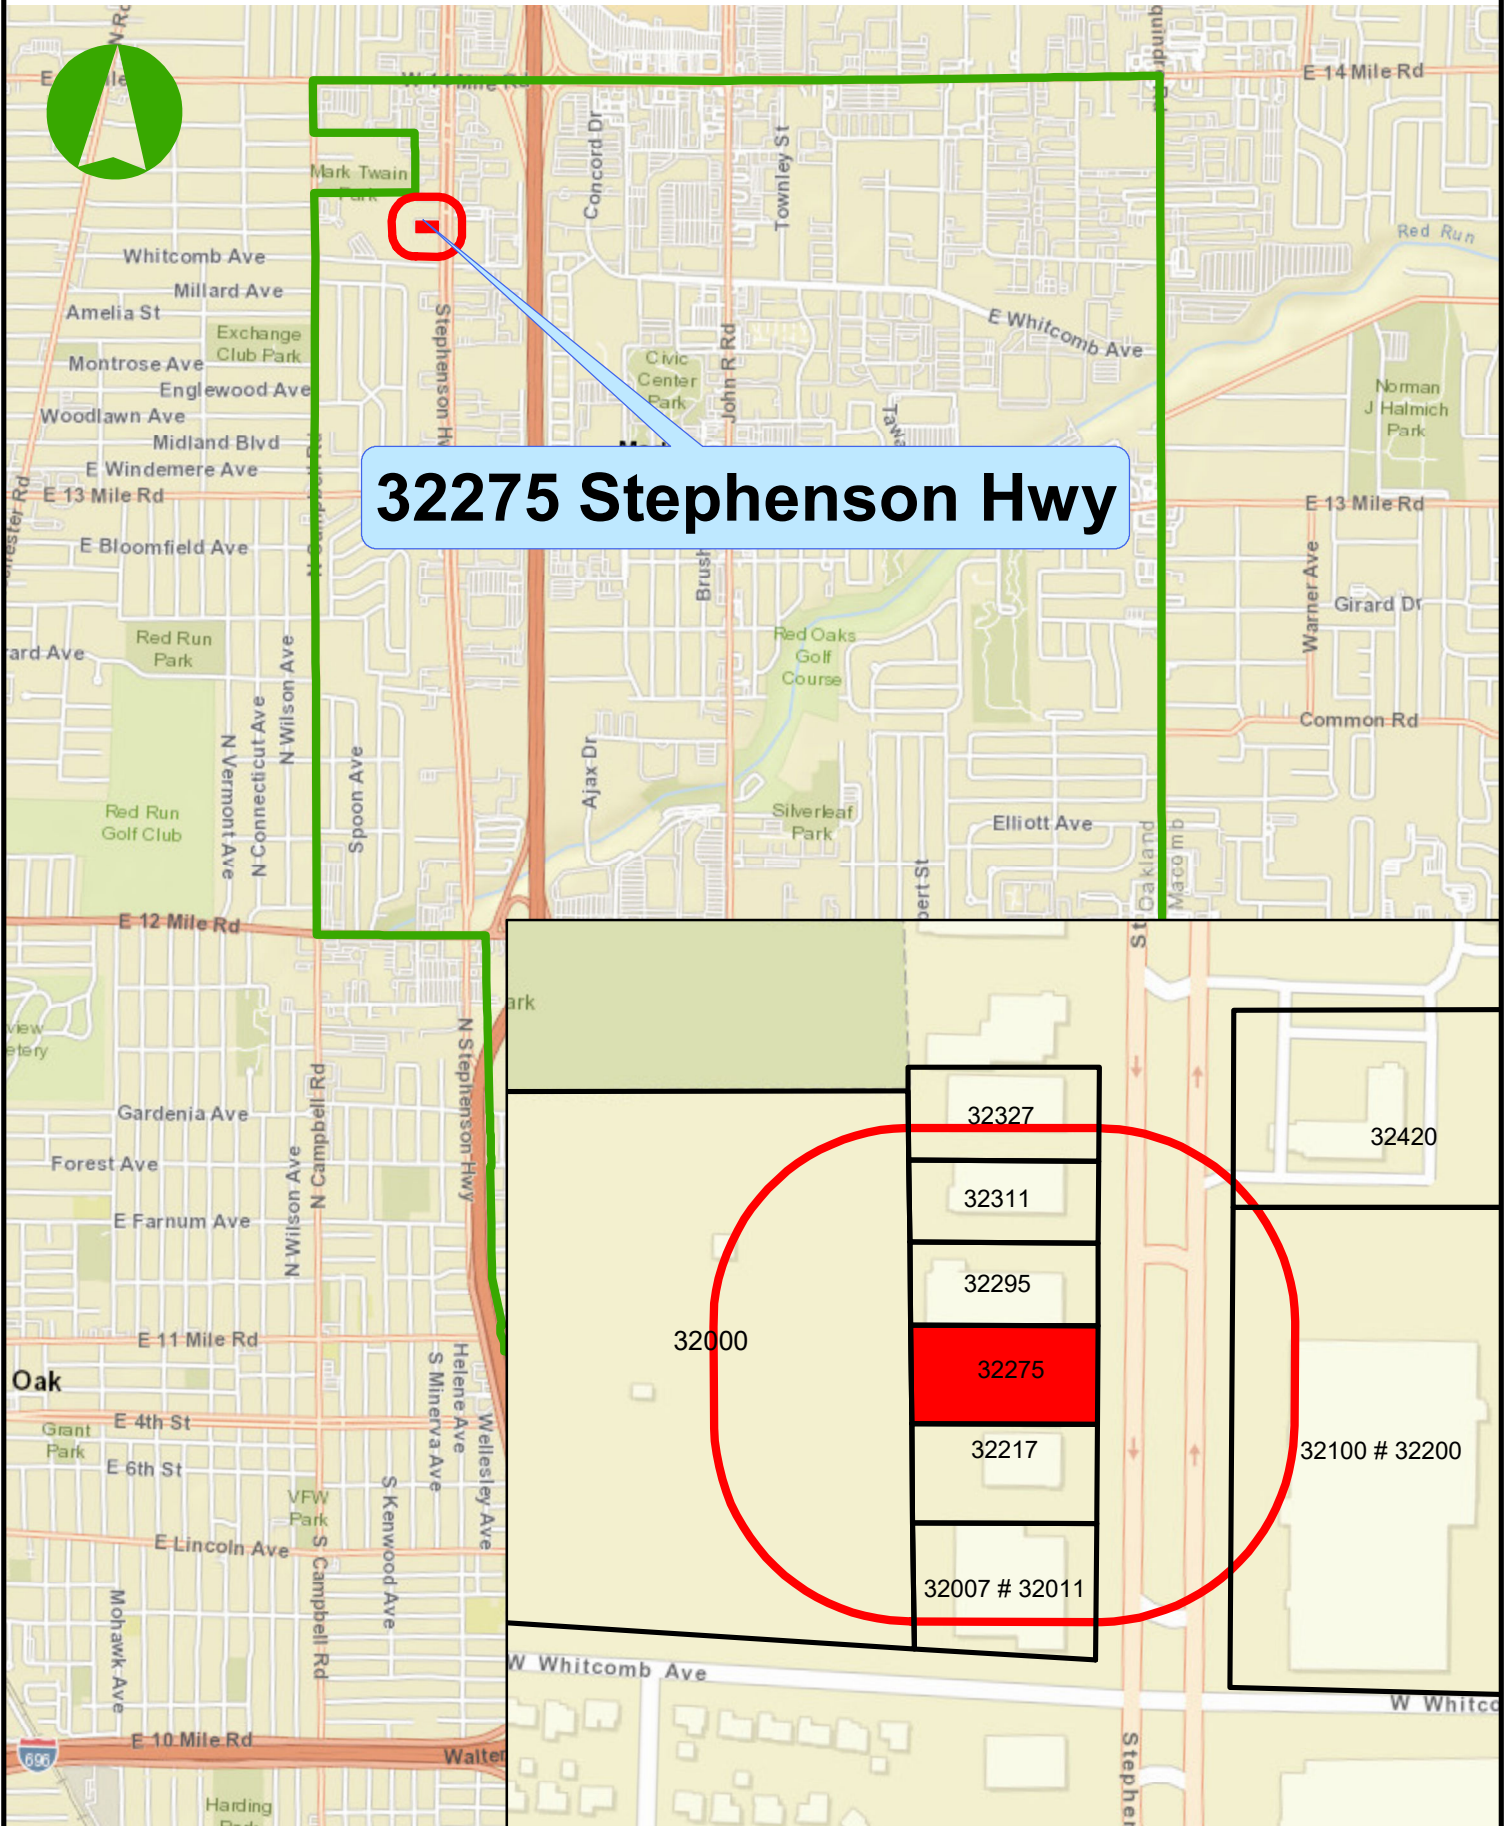 E 14 Mile Rd
Concord Dr
Townley St
Mark Twain
Park
Red Run
Whitcomb Ave
Millard Ave
Amelia St
Exchange
Club Park
E Whitcomb Ave
Stephenson
John R Rd
Civic
Center
Park
Montrose Ave
Englewood Ave
Woodlawn Ave
Midland Blvd
E Windemere Ave
E 13 Mile Rd
Norman
J Halmich
Park
32275 Stephenson Hwy
E 13 Mile Rd
E Bloomfield Ave
Warner Ave
Girard Dr
Red Run
Park
Red Oaks
Golf
Course
N Wilson Ave
N Connecticut Ave
N Vermont Ave
Spoon Ave
Ajax Dr
Common Rd
Red Run
Golf Club
Silverleaf
Park
Elliott Ave
Oakland
Macomb
E 12 Mile Rd
N Stephenson Hwy
N Campbell Rd
Gardenia Ave
Forest Ave
N Wilson Ave
E Farnum Ave
E 11 Mile Rd
Oak
Helene Ave
S Minerva Ave
Wellesley Ave
E 4th St
Grant
Park
E 6th St
VFW
Park
S Kenwood Ave
E Lincoln Ave
S Campbell Rd
Mohawk Ave
E 10 Mile Rd
696
Walter
Harding
32327
32420
32311
32295
32000
32275
32217
32100 # 32200
32007 # 32011
W Whitcomb Ave
W Whitco
Stephen